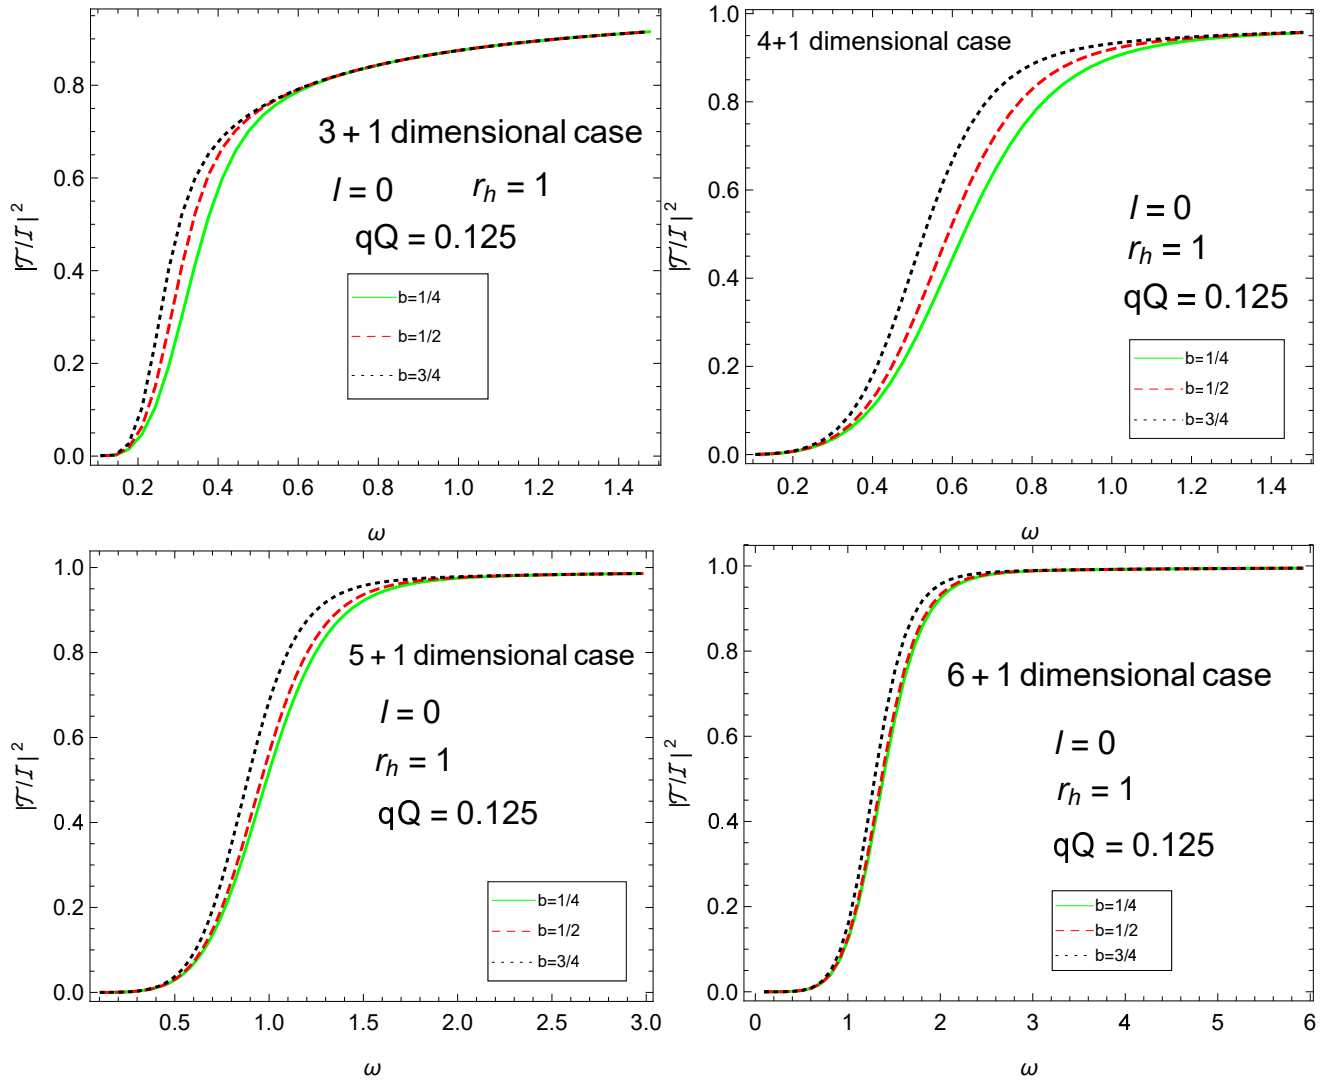 |𝒯/ℐ|²
0.8
0.6
0.4
0.2
0.0
3 + 1 dimensional case
l = 0 r_h = 1
qQ = 0.125
b=1/4
b=1/2
b=3/4
0.2 0.4 0.6 0.8 1.0 1.2 1.4
ω
|𝒯/ℐ|²
1.0
0.8
0.6
0.4
0.2
0.0
4+1 dimensional case
l = 0
r_h = 1
qQ = 0.125
b=1/4
b=1/2
b=3/4
0.2 0.4 0.6 0.8 1.0 1.2 1.4
ω
|𝒯/ℐ|²
1.0
0.8
0.6
0.4
0.2
0.0
5 + 1 dimensional case
l = 0
r_h = 1
qQ = 0.125
b=1/4
b=1/2
b=3/4
0.5 1.0 1.5 2.0 2.5 3.0
ω
|𝒯/ℐ|²
1.0
0.8
0.6
0.4
0.2
0.0
6 + 1 dimensional case
l = 0
r_h = 1
qQ = 0.125
b=1/4
b=1/2
b=3/4
0 1 2 3 4 5 6
ω